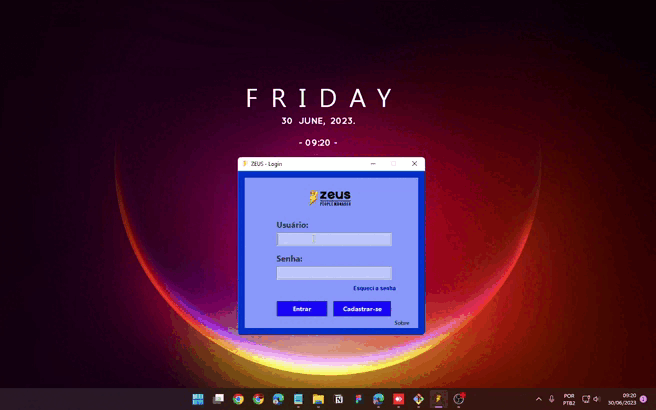 FRIDAY
30 JUNE, 2023.
- 09:20 -
ZEUS - Login
zeus
PEOPLE MANAGER
Usuário:
Senha:
Esqueci a senha
Entrar
Cadastrar-se
Sobre
POR
PTB2
09:20
30/06/2023